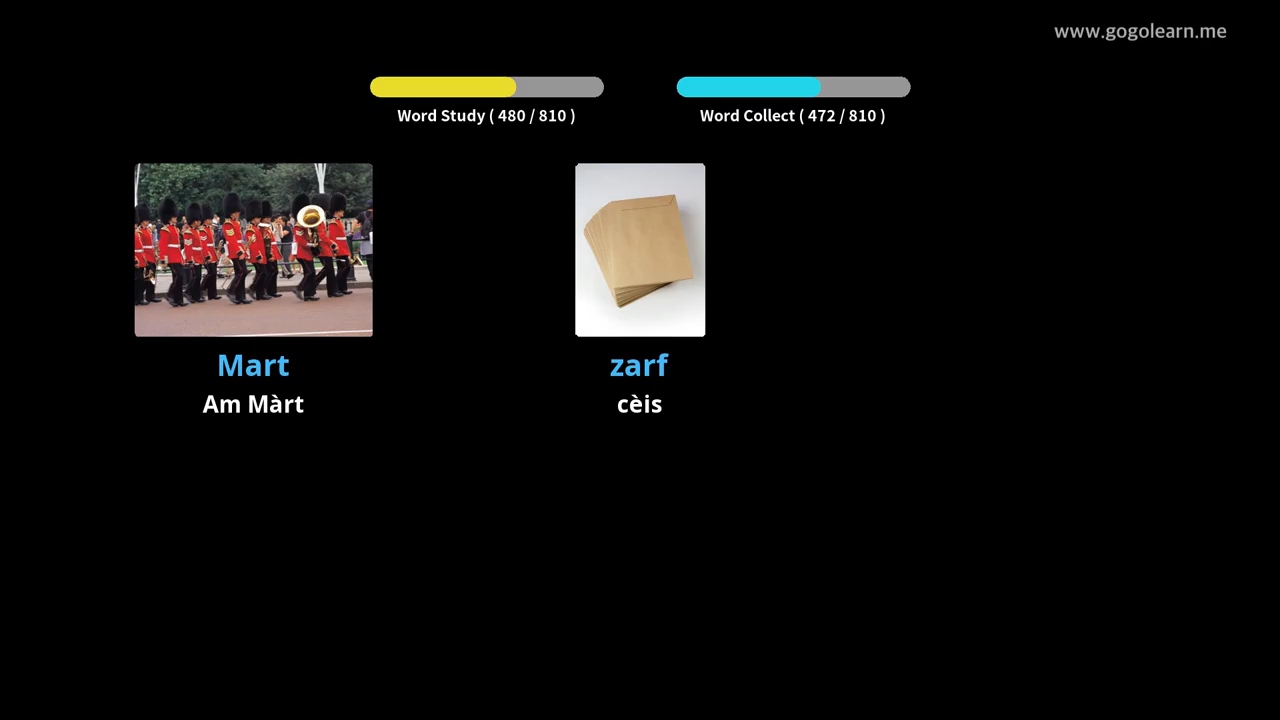 www.gogolearn.me
Word Study ( 480 / 810 )
Word Collect ( 472 / 810 )
Mart
Am Màrt
zarf
cèis